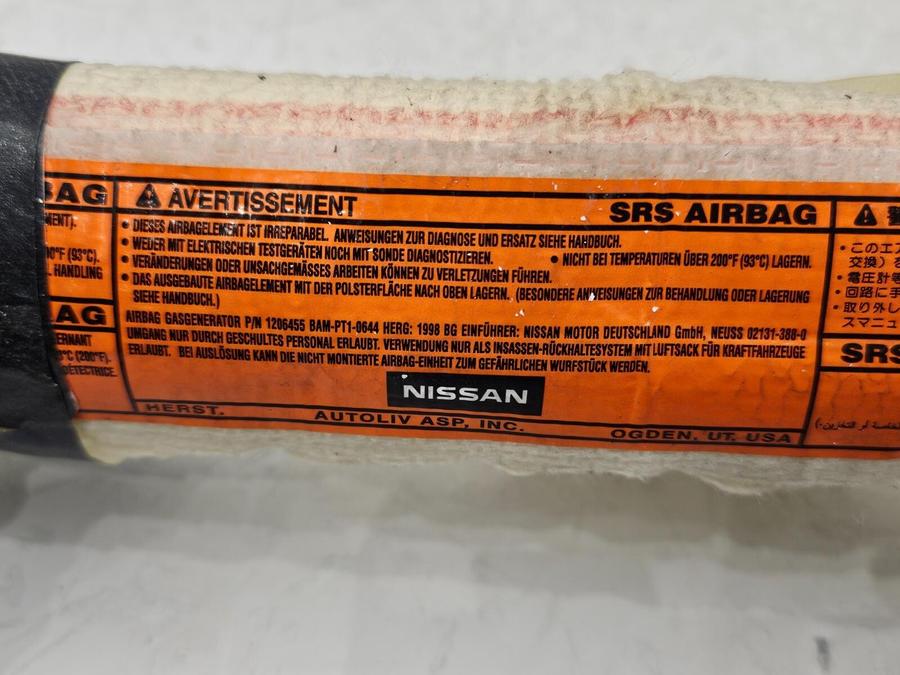 BAG
MENT).
0°F (93°C).
L HANDLING
AG
ERNANT
3°C (200°F).
DÉTECTRICE.
AVERTISSEMENT
SRS AIRBAG
• DIESES AIRBAGELEMENT IST IRREPARABEL. ANWEISUNGEN ZUR DIAGNOSE UND ERSATZ SIEHE HANDBUCH.
• WEDER MIT ELEKTRISCHEN TESTGERÄTEN NOCH MIT SONDE DIAGNOSTIZIEREN. • NICHT BEI TEMPERATUREN ÜBER 200°F (93°C) LAGERN.
• VERÄNDERUNGEN ODER UNSACHGEMÄSSES ARBEITEN KÖNNEN ZU VERLETZUNGEN FÜHREN.
• DAS AUSGEBAUTE AIRBAGELEMENT MIT DER POLSTERFLÄCHE NACH OBEN LAGERN. (BESONDERE ANWEISUNGEN ZUR BEHANDLUNG ODER LAGERUNG
SIEHE HANDBUCH.)
AIRBAG GASGENERATOR P/N 1206455 BAM-PT1-0644 HERG: 1998 BG EINFÜHRER: NISSAN MOTOR DEUTSCHLAND GmbH, NEUSS 02131-388-0
UMGANG NUR DURCH GESCHULTES PERSONAL ERLAUBT. VERWENDUNG NUR ALS INSASSEN-RÜCKHALTESYSTEM MIT LUFTSACK FÜR KRAFTFAHRZEUGE
ERLAUBT. BEI AUSLÖSUNG KANN DIE NICHT MONTIERTE AIRBAG-EINHEIT ZUM GEFÄHRLICHEN WURFSTÜCK WERDEN.
NISSAN
HERST. AUTOLIV ASP, INC. OGDEN, UT. USA
• このエア
交換）を
• 電圧計等
• 回路に手
• 取り外し
スマニュ
SRS